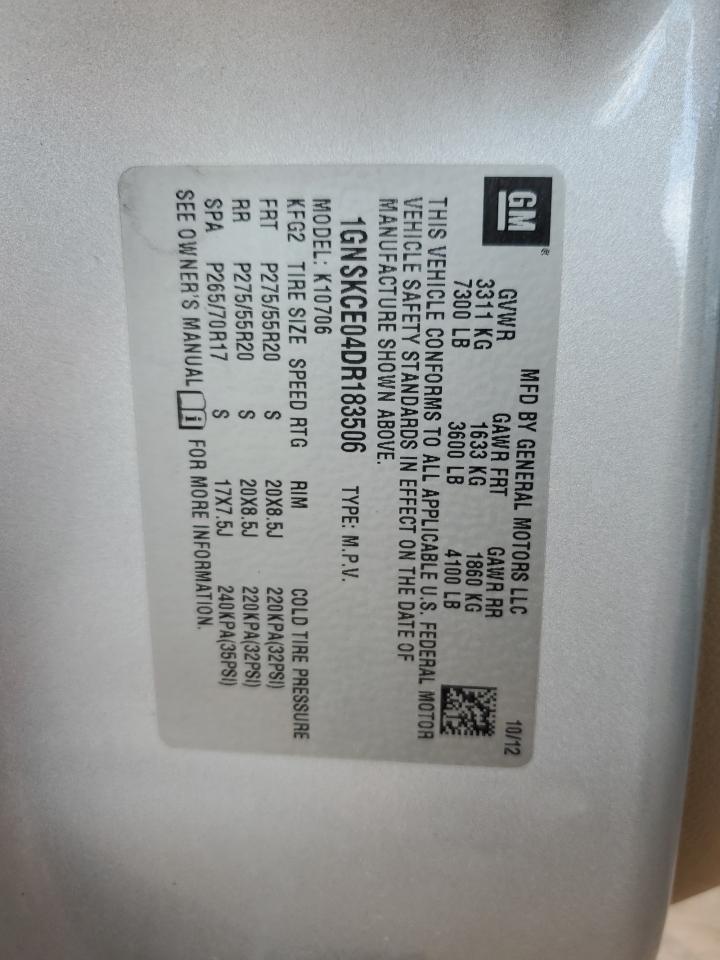 GM®
MFD BY GENERAL MOTORS LLC 10/12
GVWR GAWR FRT GAWR RR
3311 KG 1633 KG 1860 KG
7300 LB 3600 LB 4100 LB
THIS VEHICLE CONFORMS TO ALL APPLICABLE U.S. FEDERAL MOTOR
VEHICLE SAFETY STANDARDS IN EFFECT ON THE DATE OF
MANUFACTURE SHOWN ABOVE.
1GNSKCE04DR183506 TYPE: M.P.V.
MODEL: K10706
KFG2 TIRE SIZE SPEED RTG RIM COLD TIRE PRESSURE
FRT P275/55R20 S 20X8.5J 220KPA(32PSI)
RR P275/55R20 S 20X8.5J 220KPA(32PSI)
SPA P265/70R17 S 17X7.5J 240KPA(35PSI)
SEE OWNER'S MANUAL i FOR MORE INFORMATION.